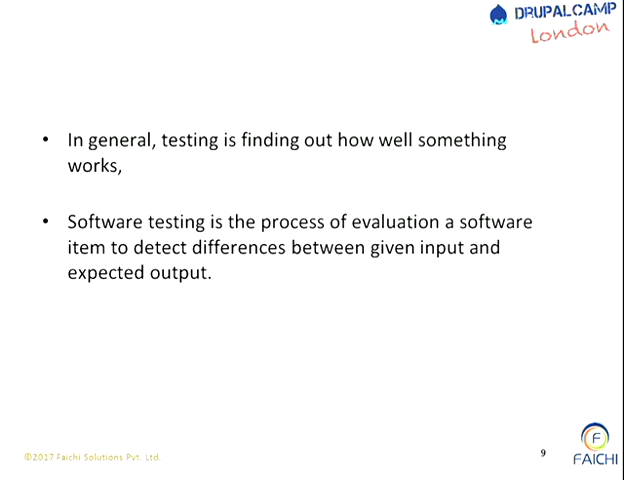 DRUPALCAMP
London
• In general, testing is finding out how well something
works,
• Software testing is the process of evaluation a software
item to detect differences between given input and
expected output.
©2017 Faichi Solutions Pvt. Ltd.
9
F
FAICHI